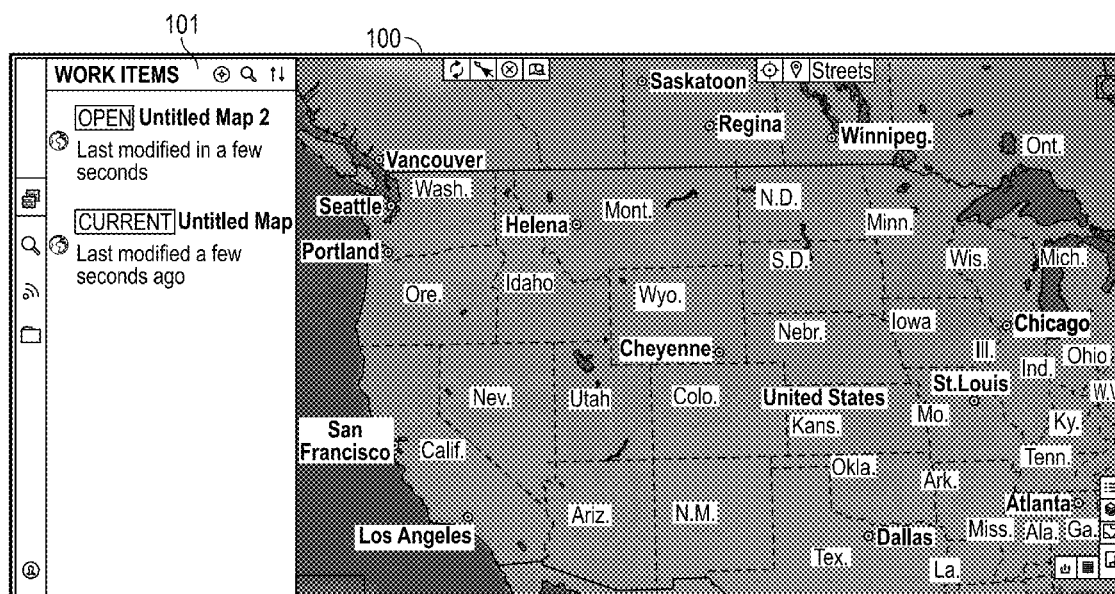 101
100
WORK ITEMS
Streets
OPEN Untitled Map 2
Last modified in a few
seconds
CURRENT Untitled Map
Last modified a few
seconds ago
Saskatoon
Regina
Winnipeg.
Ont.
Vancouver
Wash.
Seattle
Mont.
N.D.
Helena
Minn.
Portland
S.D.
Wis.
Mich.
Idaho
Ore.
Wyo.
Iowa
Chicago
Nebr.
Cheyenne
Ill.
Ind.
Ohio
St.Louis
W.V
Nev.
Utah
Colo.
United States
Mo.
Kans.
Ky.
San
Francisco
Calif.
Tenn.
Okla.
Ark.
Atlanta
Ariz.
N.M.
Miss.
Ala.
Ga.
Los Angeles
Dallas
Tex.
La.